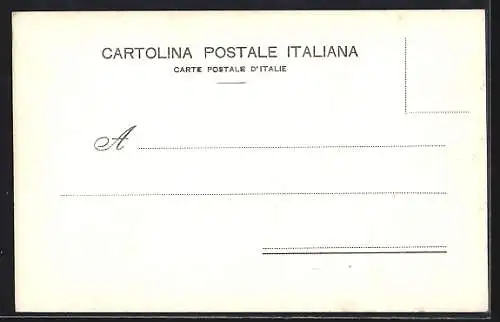 CARTOLINA POSTALE ITALIANA
CARTE POSTALE D'ITALIE
A